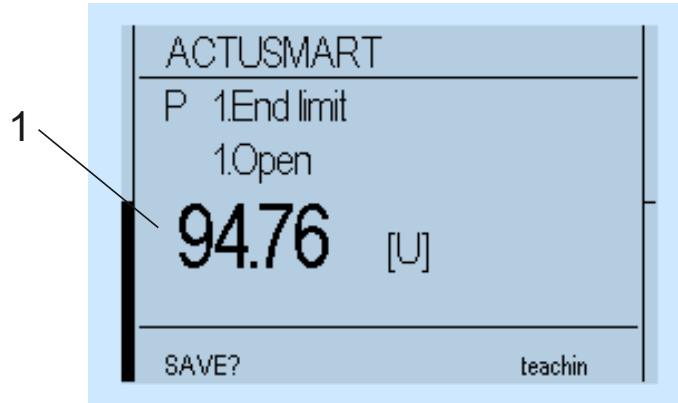 ACTUSMART
P 1.End limit
1.Open
1
94.76 [U]
SAVE? teachin